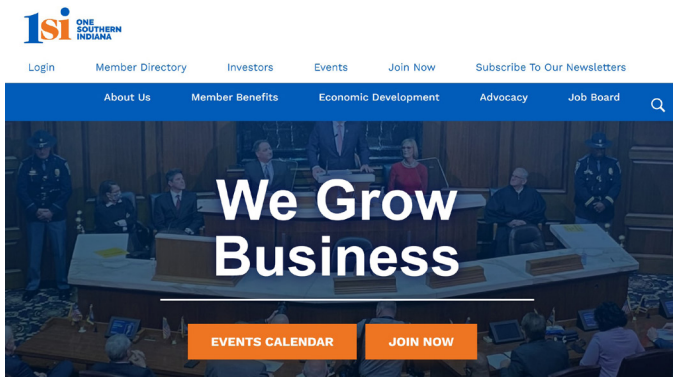 1si ONE
SOUTHERN
INDIANA
Login Member Directory Investors Events Join Now Subscribe To Our Newsletters
About Us Member Benefits Economic Development Advocacy Job Board
We Grow
Business
EVENTS CALENDAR JOIN NOW